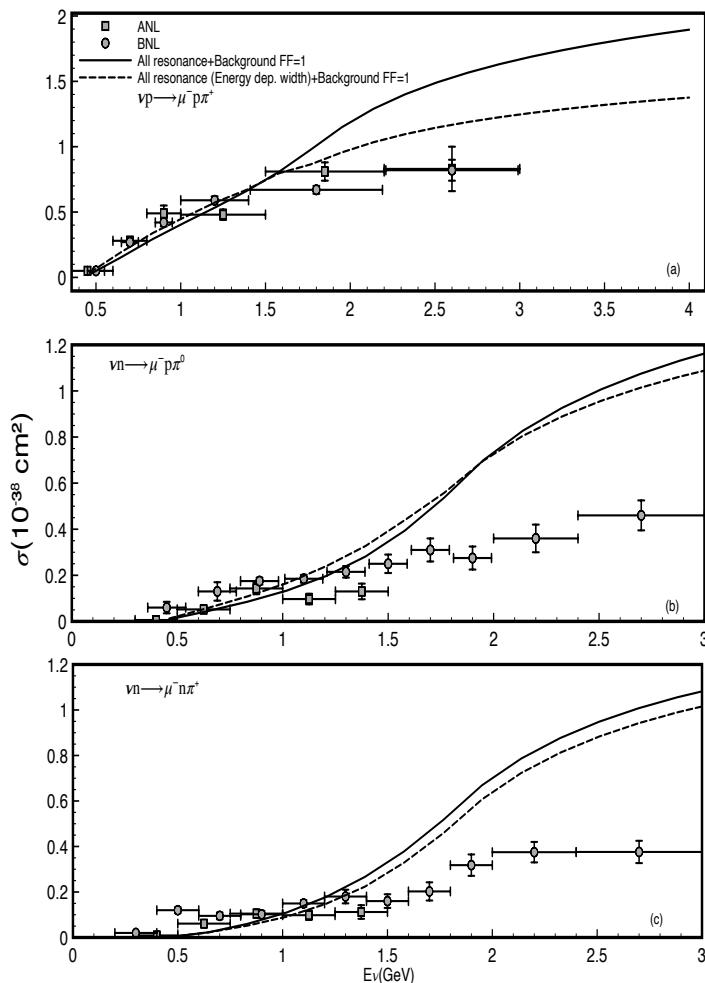 ANL
BNL
All resonance+Background FF=1
All resonance (Energy dep. width)+Background FF=1
νp⟶μ⁻pπ⁺
2
1.5
1
0.5
0
(a)
0.5 1 1.5 2 2.5 3 3.5 4
νn⟶μ⁻pπ⁰
1.2
1
0.8
0.6
0.4
0.2
0
(b)
0 0.5 1 1.5 2 2.5 3
σ(10⁻³⁸ cm²)
νn⟶μ⁻nπ⁺
1.2
1
0.8
0.6
0.4
0.2
0
(c)
0 0.5 1 1.5 2 2.5 3
Eν(GeV)